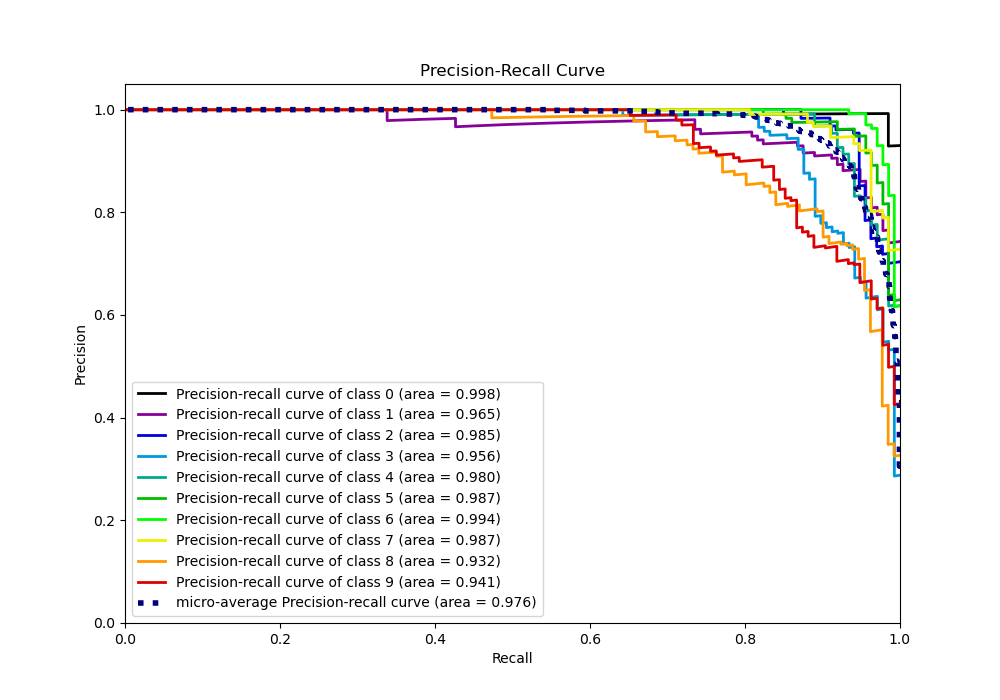 Precision-Recall Curve
1.0
0.8
0.6
0.4
0.2
0.0
Precision
Precision-recall curve of class 0 (area = 0.998)
Precision-recall curve of class 1 (area = 0.965)
Precision-recall curve of class 2 (area = 0.985)
Precision-recall curve of class 3 (area = 0.956)
Precision-recall curve of class 4 (area = 0.980)
Precision-recall curve of class 5 (area = 0.987)
Precision-recall curve of class 6 (area = 0.994)
Precision-recall curve of class 7 (area = 0.987)
Precision-recall curve of class 8 (area = 0.932)
Precision-recall curve of class 9 (area = 0.941)
micro-average Precision-recall curve (area = 0.976)
0.0 0.2 0.4 0.6 0.8 1.0
Recall